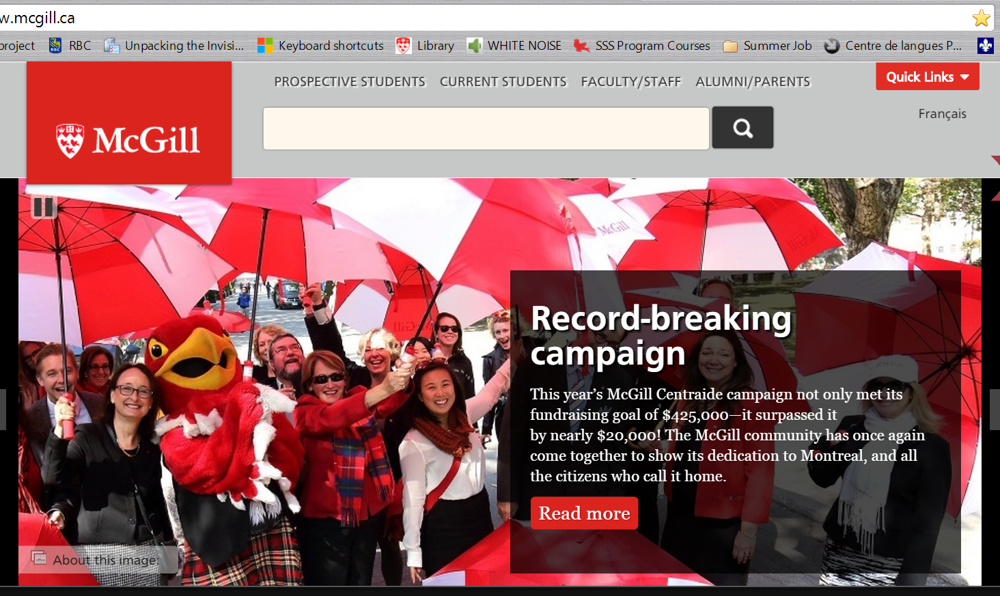 w.mcgill.ca
project RBC Unpacking the Invisi... Keyboard shortcuts Library WHITE NOISE SSS Program Courses Summer Job Centre de langues P...
PROSPECTIVE STUDENTS CURRENT STUDENTS FACULTY/STAFF ALUMNI/PARENTS Quick Links
Français
McGill
McGill
McGill
McGill
Record-breaking
campaign
This year's McGill Centraide campaign not only met its
fundraising goal of $425,000—it surpassed it
by nearly $20,000! The McGill community has once again
come together to show its dedication to Montreal, and all
the citizens who call it home.
Read more
About this image: